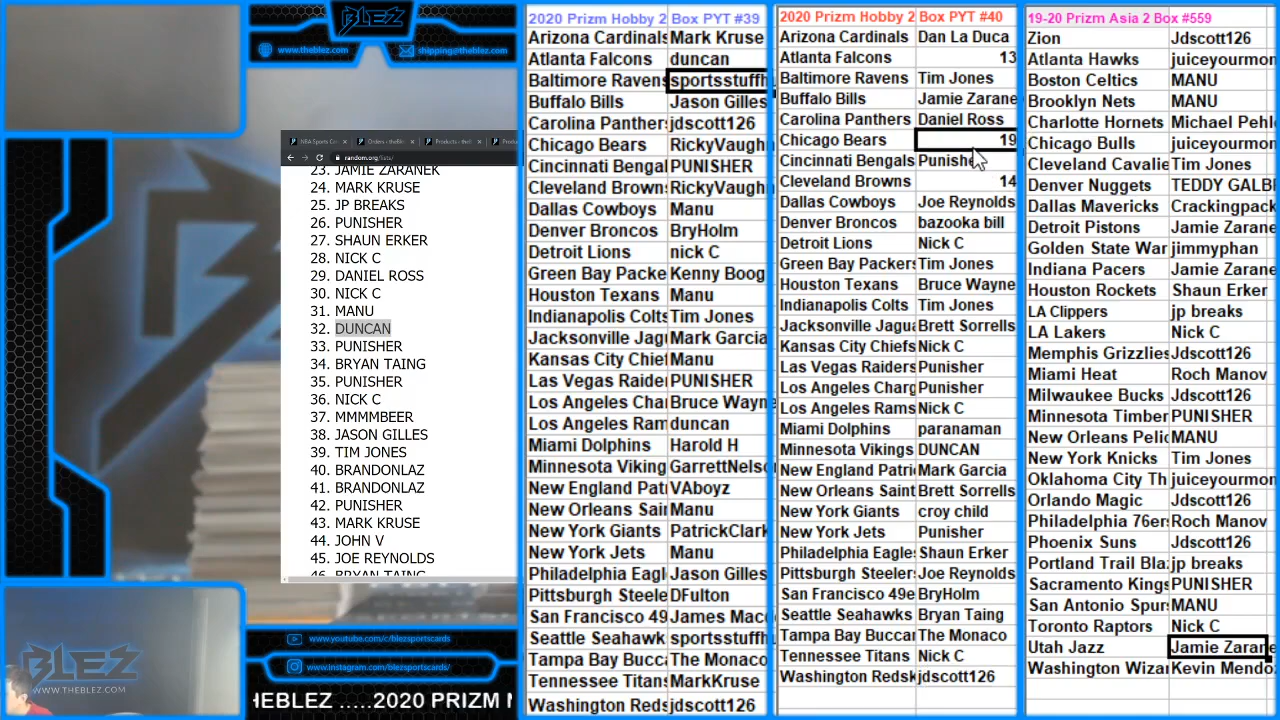 BLEZ
www.theblez.com
shipping@theblez.com
random.org/lists/
23. JAMIE ZARANEK
24. MARK KRUSE
25. JP BREAKS
26. PUNISHER
27. SHAUN ERKER
28. NICK C
29. DANIEL ROSS
30. NICK C
31. MANU
32. DUNCAN
33. PUNISHER
34. BRYAN TAING
35. PUNISHER
36. NICK C
37. MMMMBEER
38. JASON GILLES
39. TIM JONES
40. BRANDONLAZ
41. BRANDONLAZ
42. PUNISHER
43. MARK KRUSE
44. JOHN V
45. JOE REYNOLDS
46. BRYAN TAING
BLEZ
WWW.THEBLEZ.COM
www.youtube.com/c/blezsportscards
www.instagram.com/blezsportscards/
THEBLEZ .....2020 PRIZM
2020 Prizm Hobby 2 Box PYT #39
Arizona Cardinals Mark Kruse
Atlanta Falcons duncan
Baltimore Ravens sportsstuffh
Buffalo Bills Jason Gilles
Carolina Panthers jdscott126
Chicago Bears RickyVaughn
Cincinnati Bengal PUNISHER
Cleveland Browns RickyVaughn
Dallas Cowboys Manu
Denver Broncos BryHolm
Detroit Lions nick C
Green Bay Packe Kenny Boog
Houston Texans Manu
Indianapolis Colts Tim Jones
Jacksonville Jagu Mark Garcia
Kansas City Chief Manu
Las Vegas Raide PUNISHER
Los Angeles Cha Bruce Wayne
Los Angeles Ram duncan
Miami Dolphins Harold H
Minnesota Viking GarrettNelso
New England Pat VAboyz
New Orleans Sai Manu
New York Giants PatrickClark
New York Jets Manu
Philadelphia Eagl Jason Gilles
Pittsburgh Steele DFulton
San Francisco 49 James Macd
Seattle Seahawk sportsstuffh
Tampa Bay Bucc The Monaco
Tennessee Titans MarkKruse
Washington Reds jdscott126
2020 Prizm Hobby 2 Box PYT #40
Arizona Cardinals Dan La Duca
Atlanta Falcons 13
Baltimore Ravens Tim Jones
Buffalo Bills Jamie Zarane
Carolina Panthers Daniel Ross
Chicago Bears 19
Cincinnati Bengals Punisher
Cleveland Browns 14
Dallas Cowboys Joe Reynolds
Denver Broncos bazooka bill
Detroit Lions Nick C
Green Bay Packers Tim Jones
Houston Texans Bruce Wayne
Indianapolis Colts Tim Jones
Jacksonville Jagua Brett Sorrells
Kansas City Chiefs Nick C
Las Vegas Raiders Punisher
Los Angeles Charg Punisher
Los Angeles Rams Nick C
Miami Dolphins paranaman
Minnesota Vikings DUNCAN
New England Patri Mark Garcia
New Orleans Saint Brett Sorrells
New York Giants croy child
New York Jets Punisher
Philadelphia Eagle Shaun Erker
Pittsburgh Steeler Joe Reynolds
San Francisco 49e BryHolm
Seattle Seahawks Bryan Taing
Tampa Bay Buccan The Monaco
Tennessee Titans Nick C
Washington Redsk jdscott126
19-20 Prizm Asia 2 Box #559
Zion Jdscott126
Atlanta Hawks juiceyourmon
Boston Celtics MANU
Brooklyn Nets MANU
Charlotte Hornets Michael Pehl
Chicago Bulls juiceyourmon
Cleveland Cavalie Tim Jones
Denver Nuggets TEDDY GALB
Dallas Mavericks Crackingpack
Detroit Pistons Jamie Zarane
Golden State War jimmyphan
Indiana Pacers Jamie Zarane
Houston Rockets Shaun Erker
LA Clippers jp breaks
LA Lakers Nick C
Memphis Grizzlies Jdscott126
Miami Heat Roch Manov
Milwaukee Bucks Jdscott126
Minnesota Timber PUNISHER
New Orleans Pelic MANU
New York Knicks Tim Jones
Oklahoma City Th juiceyourmon
Orlando Magic Jdscott126
Philadelphia 76ers Roch Manov
Phoenix Suns Jdscott126
Portland Trail Bla jp breaks
Sacramento Kings PUNISHER
San Antonio Spurs MANU
Toronto Raptors Nick C
Utah Jazz Jamie Zarane
Washington Wizar Kevin Mendo